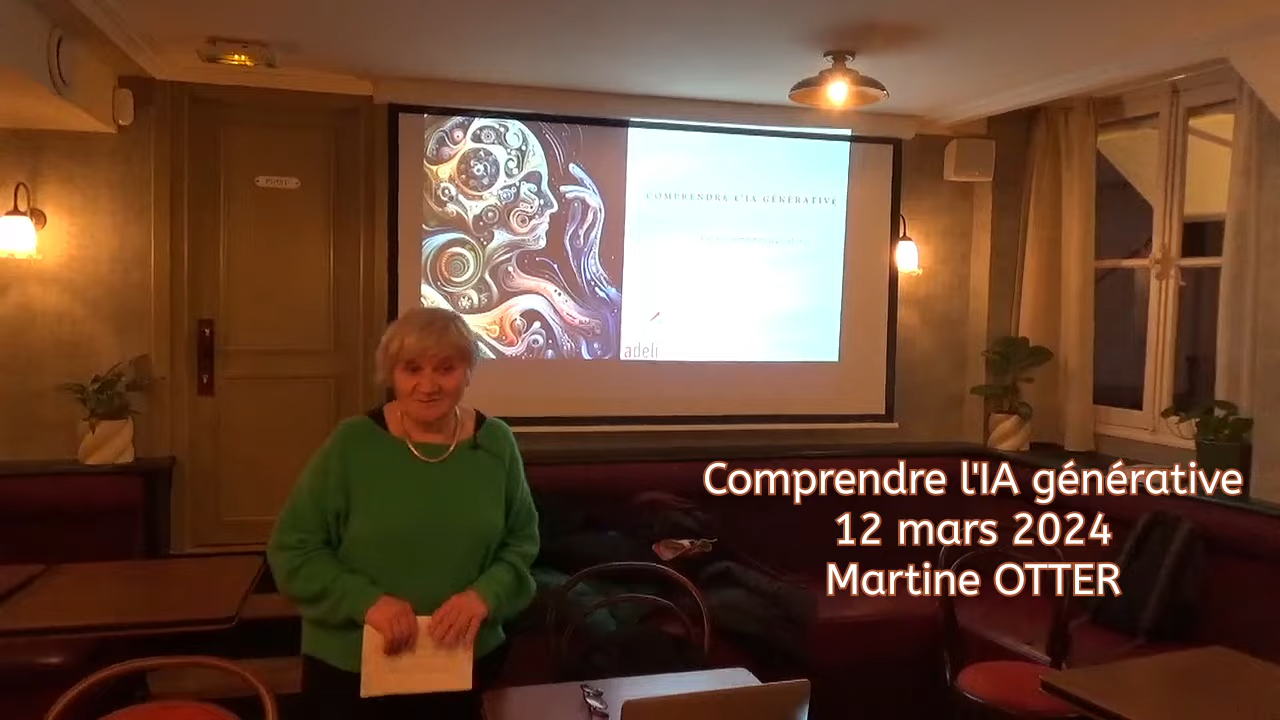 COMPRENDRE L'IA GÉNÉRATIVE
adeli
Comprendre l'IA générative
12 mars 2024
Martine OTTER